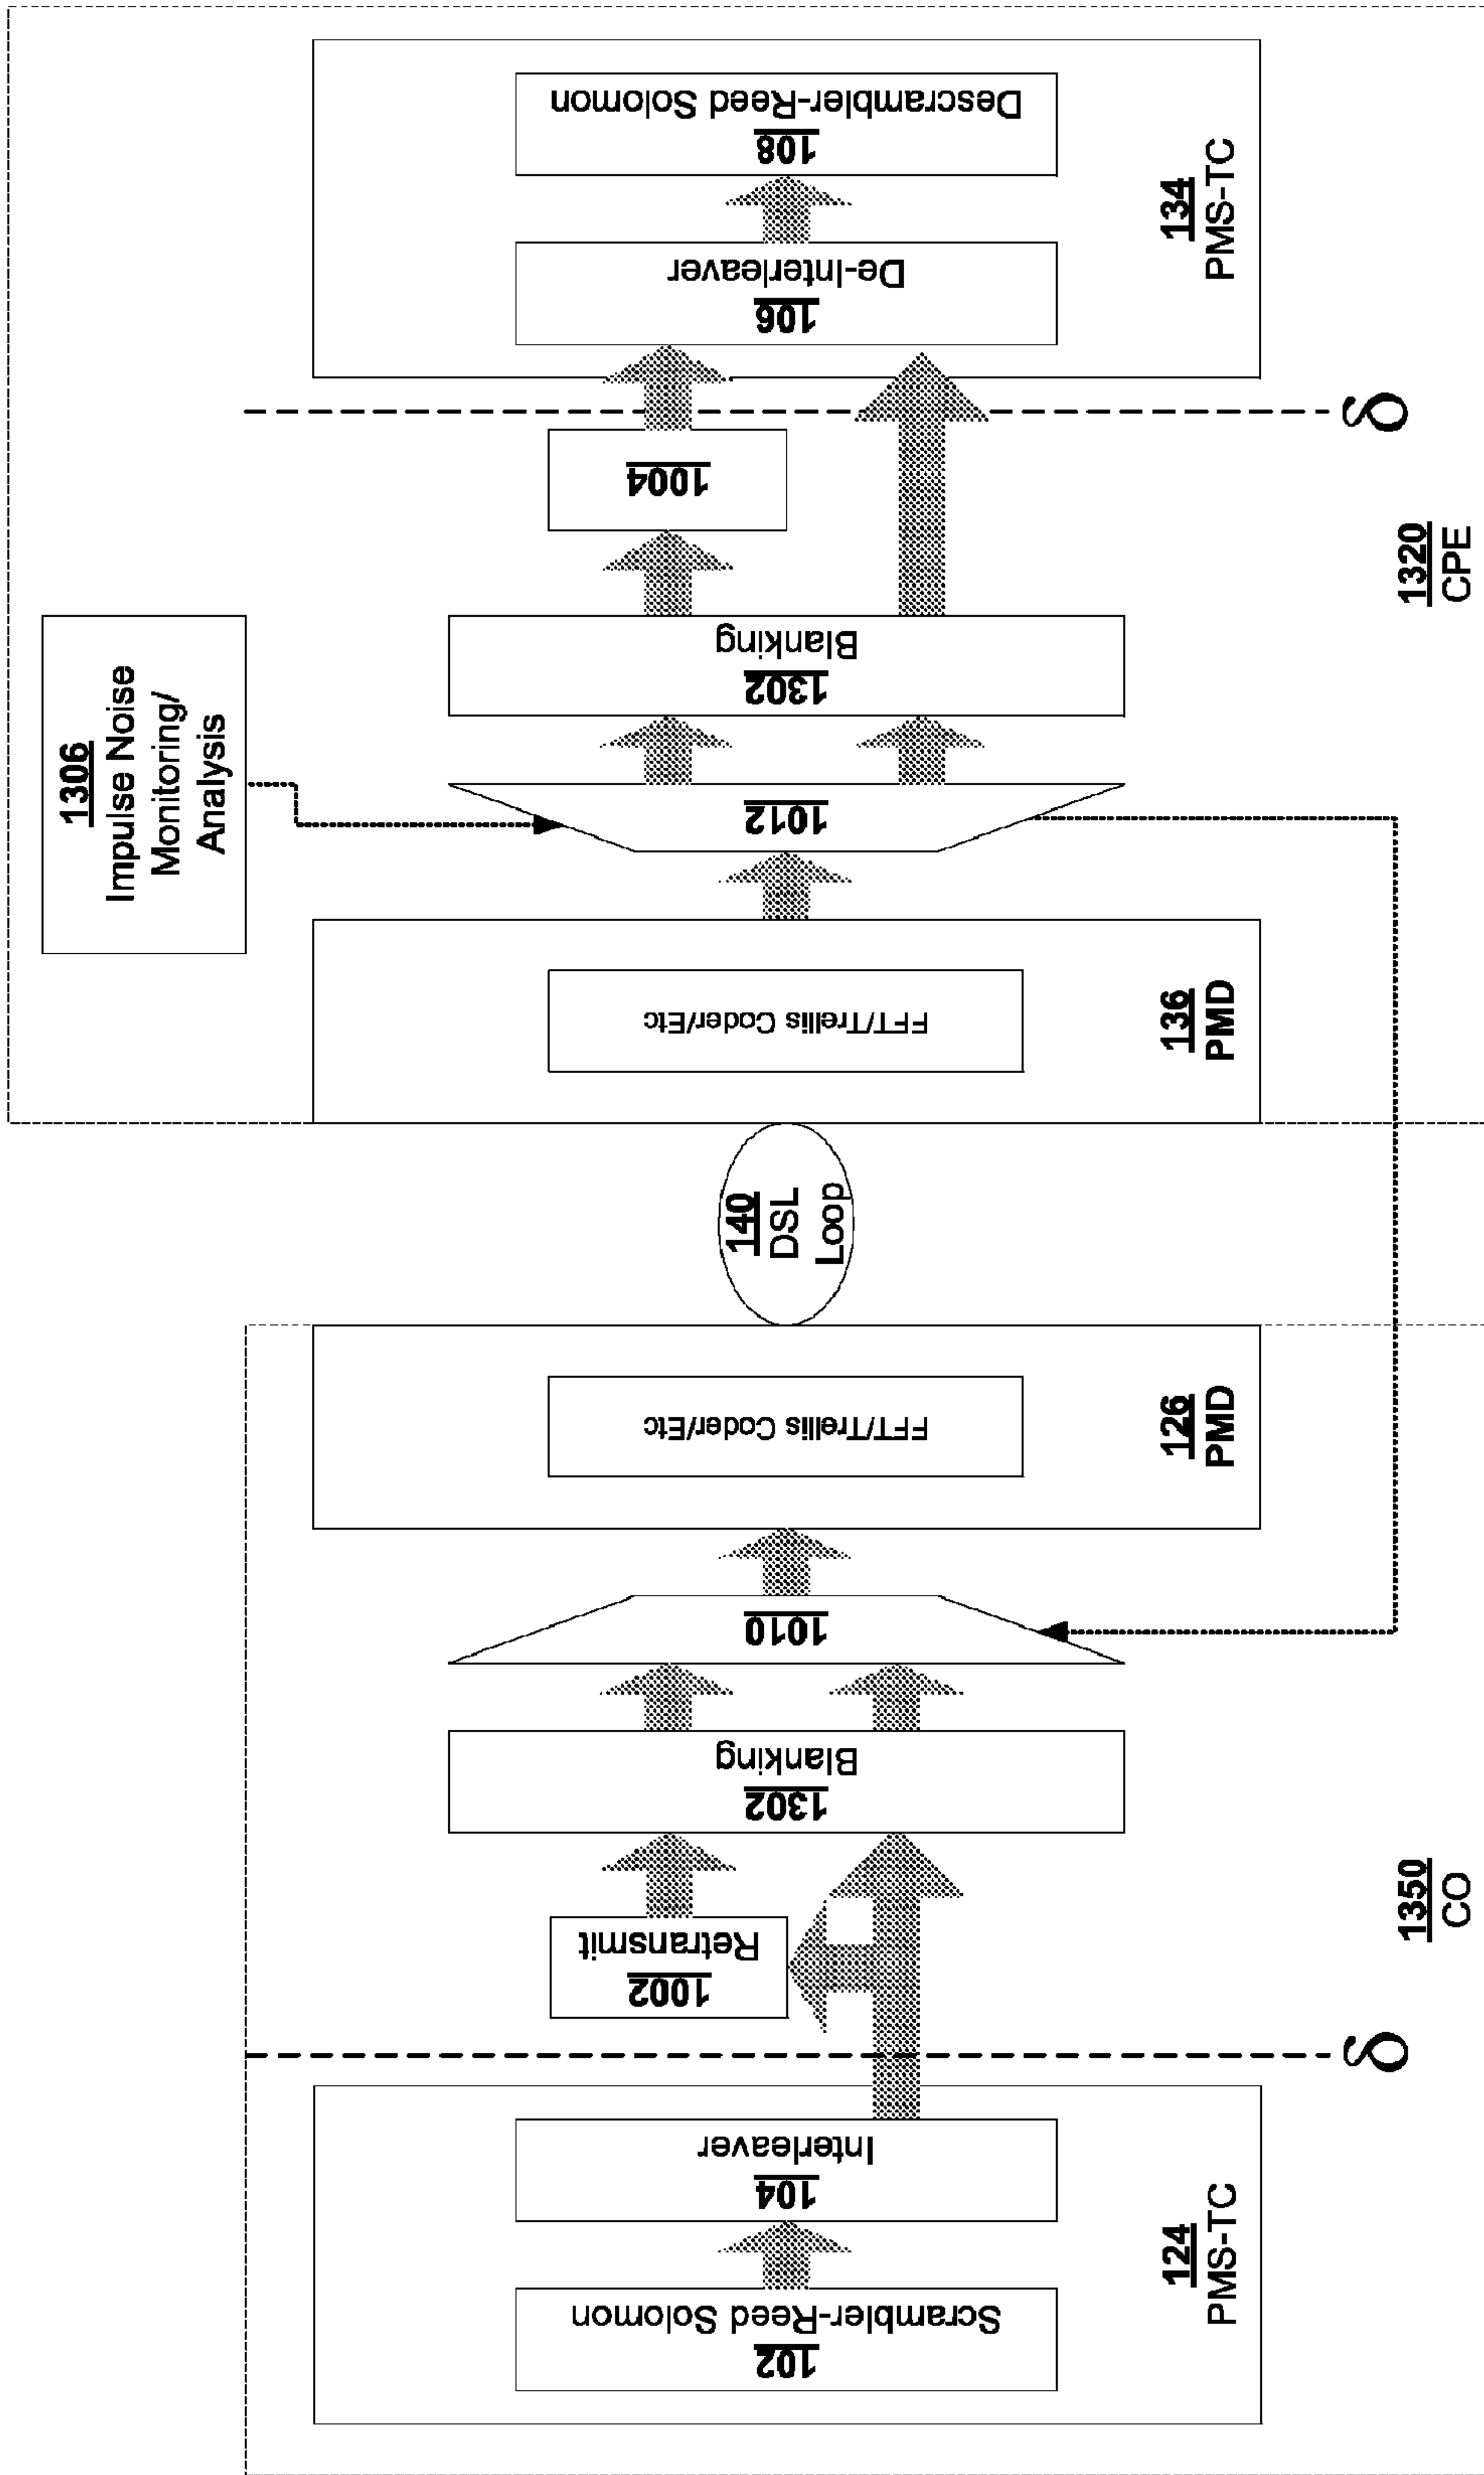 1306
Impulse Noise
Monitoring/
Analysis
108
Descrambler-Reed Solomon
106
De-Interleaver
134
PMS-TC
δ
1004
1302
Blanking
1012
1320
CPE
FFT/Trellis Coder/Etc
136
PMD
140
DSL
Loop
FFT/Trellis Coder/Etc
126
PMD
1010
1302
Blanking
1002
Retransmit
1350
CO
δ
104
Interleaver
102
Scrambler-Reed Solomon
124
PMS-TC